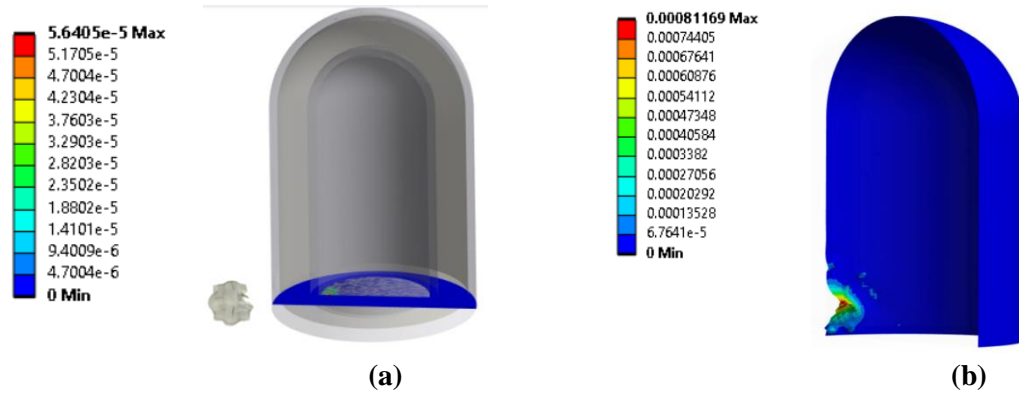 5.6405e-5 Max
5.1705e-5
4.7004e-5
4.2304e-5
3.7603e-5
3.2903e-5
2.8203e-5
2.3502e-5
1.8802e-5
1.4101e-5
9.4009e-6
4.7004e-6
0 Min
(a)
0.00081169 Max
0.00074405
0.00067641
0.00060876
0.00054112
0.00047348
0.00040584
0.0003382
0.00027056
0.00020292
0.00013528
6.7641e-5
0 Min
(b)